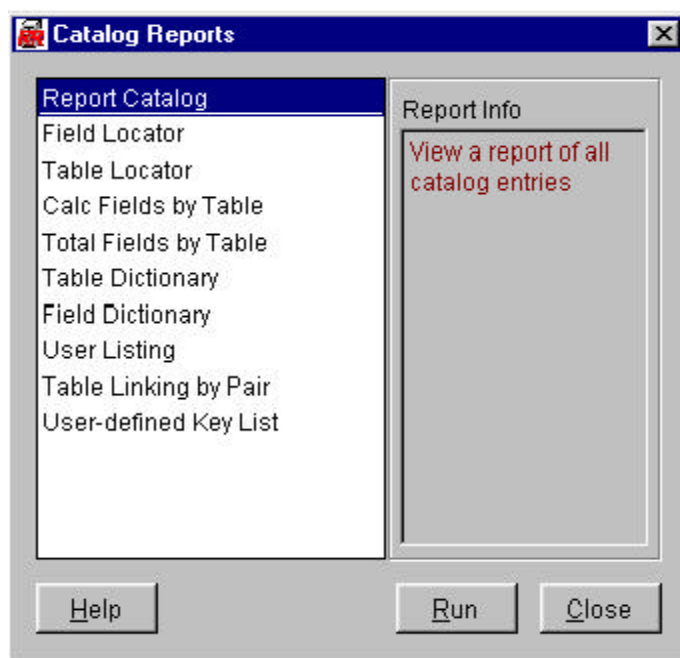 Catalog Reports
Report Catalog
Field Locator
Table Locator
Calc Fields by Table
Total Fields by Table
Table Dictionary
Field Dictionary
User Listing
Table Linking by Pair
User-defined Key List
Report Info
View a report of all
catalog entries
Help
Run
Close